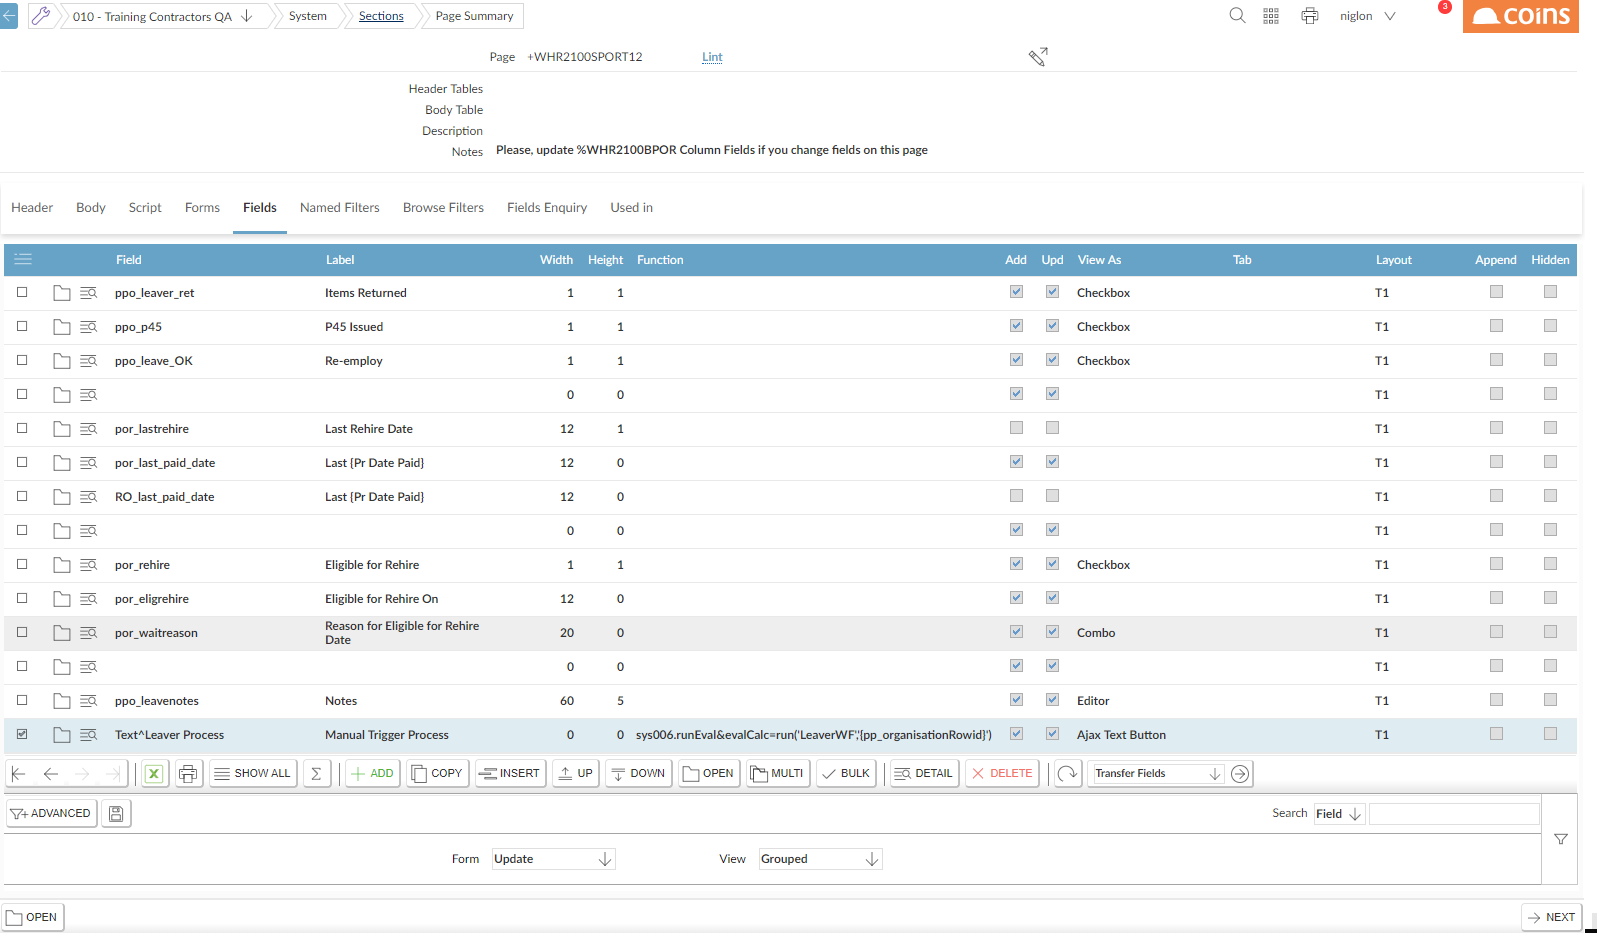 010 - Training Contractors QA
System
Sections
Page Summary
niglon
3
coins
Page +WHR2100SPORT12 Lint
Header Tables
Body Table
Description
Notes Please, update %WHR2100BPOR Column Fields if you change fields on this page
Header Body Script Forms Fields Named Filters Browse Filters Fields Enquiry Used in
Field Label Width Height Function Add Upd View As Tab Layout Append Hidden
ppo_leaver_ret Items Returned 1 1 Checkbox T1
ppo_p45 P45 Issued 1 1 Checkbox T1
ppo_leave_OK Re-employ 1 1 Checkbox T1
0 0 T1
por_lastrehire Last Rehire Date 12 1 T1
por_last_paid_date Last {Pr Date Paid} 12 0 T1
RO_last_paid_date Last {Pr Date Paid} 12 0 T1
0 0 T1
por_rehire Eligible for Rehire 1 1 Checkbox T1
por_eligrehire Eligible for Rehire On 12 0 T1
por_waitreason Reason for Eligible for Rehire
Date 20 0 Combo T1
0 0 T1
ppo_leavenotes Notes 60 5 Editor T1
Text^Leaver Process Manual Trigger Process 0 0 sys006.runEval&evalCalc=run('LeaverWF','{pp_organisationRowid}') Ajax Text Button T1
SHOW ALL ADD COPY INSERT UP DOWN OPEN MULTI BULK DETAIL DELETE Transfer Fields
ADVANCED Search Field
Form Update View Grouped
OPEN NEXT